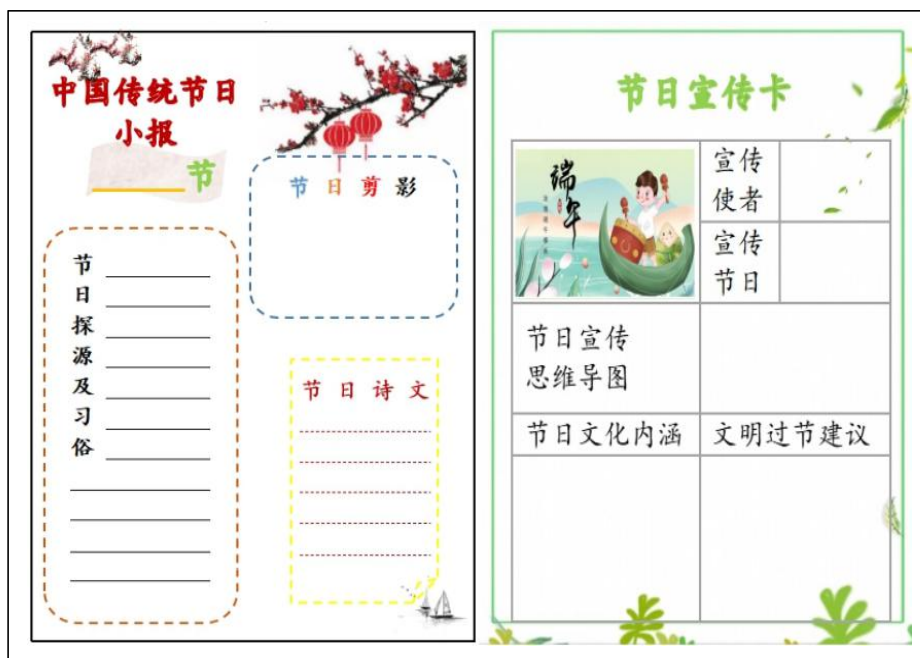 中国传统节日
小报
节
节日剪影
节日探源及习俗
节日诗文
节日宣传卡
端午
宣传
使者
宣传
节日
节日宣传
思维导图
节日文化内涵
文明过节建议